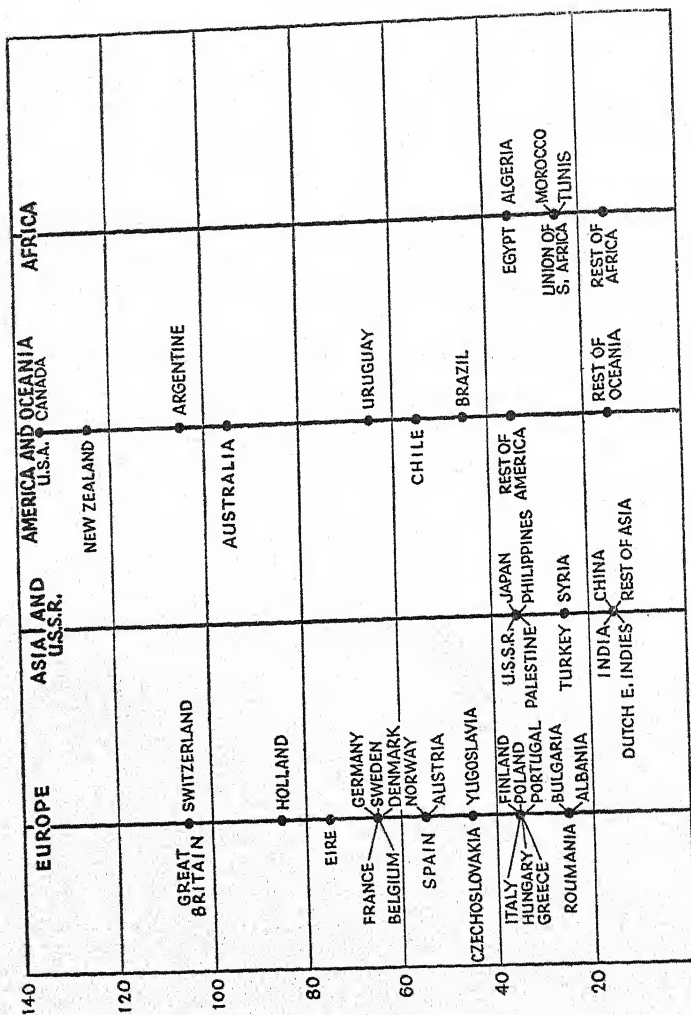 EUROPE
ASIA AND
U.S.S.R.
AMERICA AND OCEANIA
AFRICA
140
120
100
80
60
40
20
GREAT
BRITAIN
SWITZERLAND
HOLLAND
EIRE
FRANCE
BELGIUM
GERMANY
SWEDEN
DENMARK
NORWAY
SPAIN
AUSTRIA
CZECHOSLOVAKIA
YUGOSLAVIA
ITALY
HUNGARY
GREECE
FINLAND
POLAND
PORTUGAL
ROUMANIA
BULGARIA
ALBANIA
U.S.S.R.
PALESTINE
JAPAN
PHILIPPINES
TURKEY
SYRIA
INDIA
DUTCH E. INDIES
CHINA
REST OF ASIA
U.S.A.
CANADA
NEW ZEALAND
ARGENTINE
AUSTRALIA
URUGUAY
CHILE
BRAZIL
REST OF
AMERICA
REST OF
OCEANIA
EGYPT
ALGERIA
UNION OF
S. AFRICA
MOROCCO
TUNIS
REST OF
AFRICA